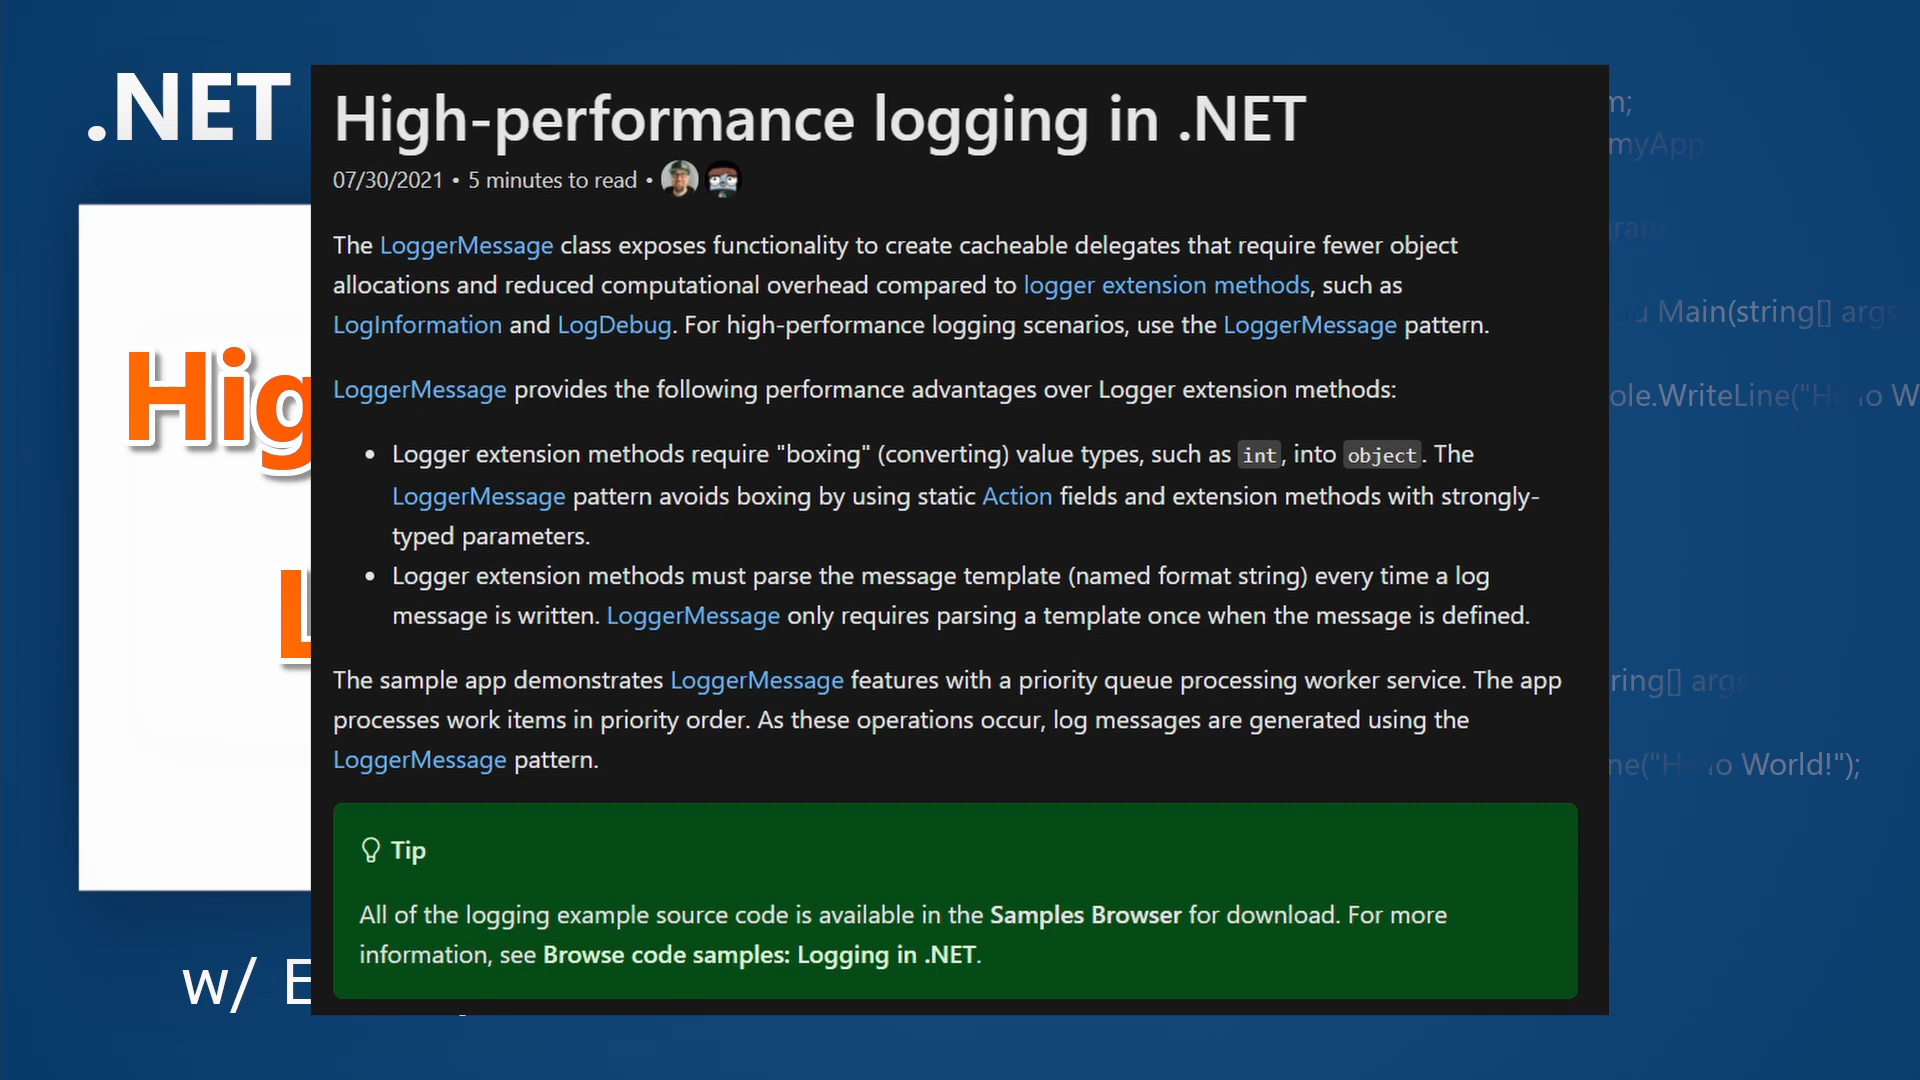 .NET
High-performance logging in .NET
07/30/2021 • 5 minutes to read •
The LoggerMessage class exposes functionality to create cacheable delegates that require fewer object
allocations and reduced computational overhead compared to logger extension methods, such as
LogInformation and LogDebug. For high-performance logging scenarios, use the LoggerMessage pattern.
LoggerMessage provides the following performance advantages over Logger extension methods:
• Logger extension methods require "boxing" (converting) value types, such as int, into object. The
LoggerMessage pattern avoids boxing by using static Action fields and extension methods with strongly-
typed parameters.
• Logger extension methods must parse the message template (named format string) every time a log
message is written. LoggerMessage only requires parsing a template once when the message is defined.
The sample app demonstrates LoggerMessage features with a priority queue processing worker service. The app
processes work items in priority order. As these operations occur, log messages are generated using the
LoggerMessage pattern.
Tip
All of the logging example source code is available in the Samples Browser for download. For more
information, see Browse code samples: Logging in .NET.
Hig
L
w/ E
m;
myApp
gram
d Main(string[] args
ole.WriteLine("Hello W
ring[] args
ne("Hello World!");